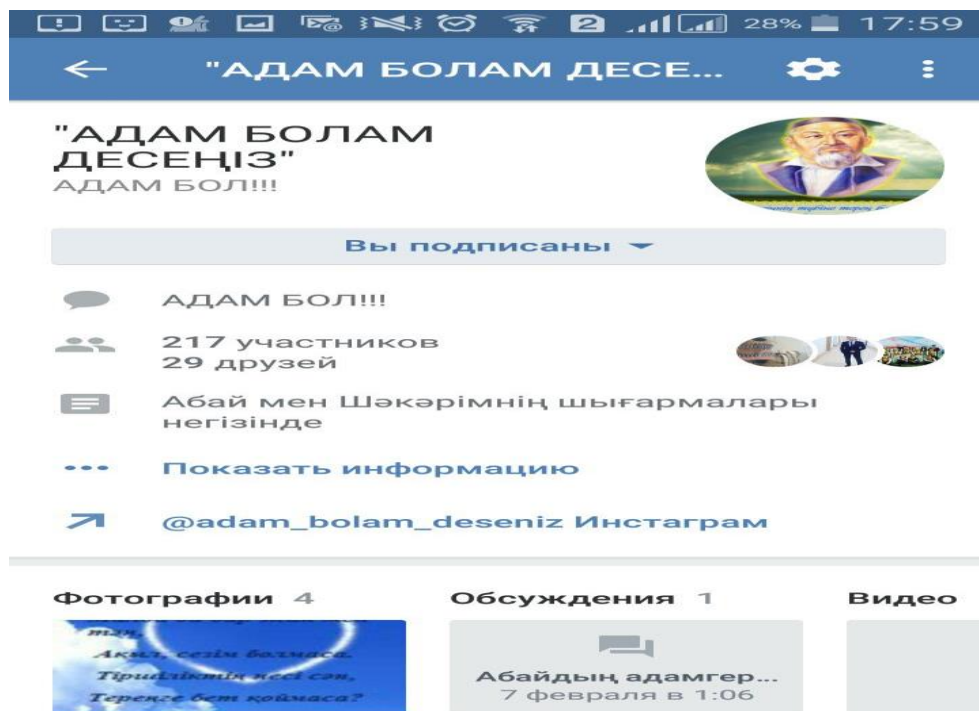 2 28% 17:59
"АДАМ БОЛАМ ДЕСЕ...
"АДАМ БОЛАМ
ДЕСЕҢІЗ"
АДАМ БОЛ!!!
Вы подписаны
АДАМ БОЛ!!!
217 участников
29 друзей
Абай мен Шәкәрімнің шығармалары
негізінде
Показать информацию
@adam_bolam_deseniz Инстаграм
Фотографии 4
Обсуждения 1
Видео
тән,
Ақыл, сезім болмаса.
Тіршіліктің несі сән,
Тереңге бет қоймаса?
Абайдың адамгер...
7 февраля в 1:06